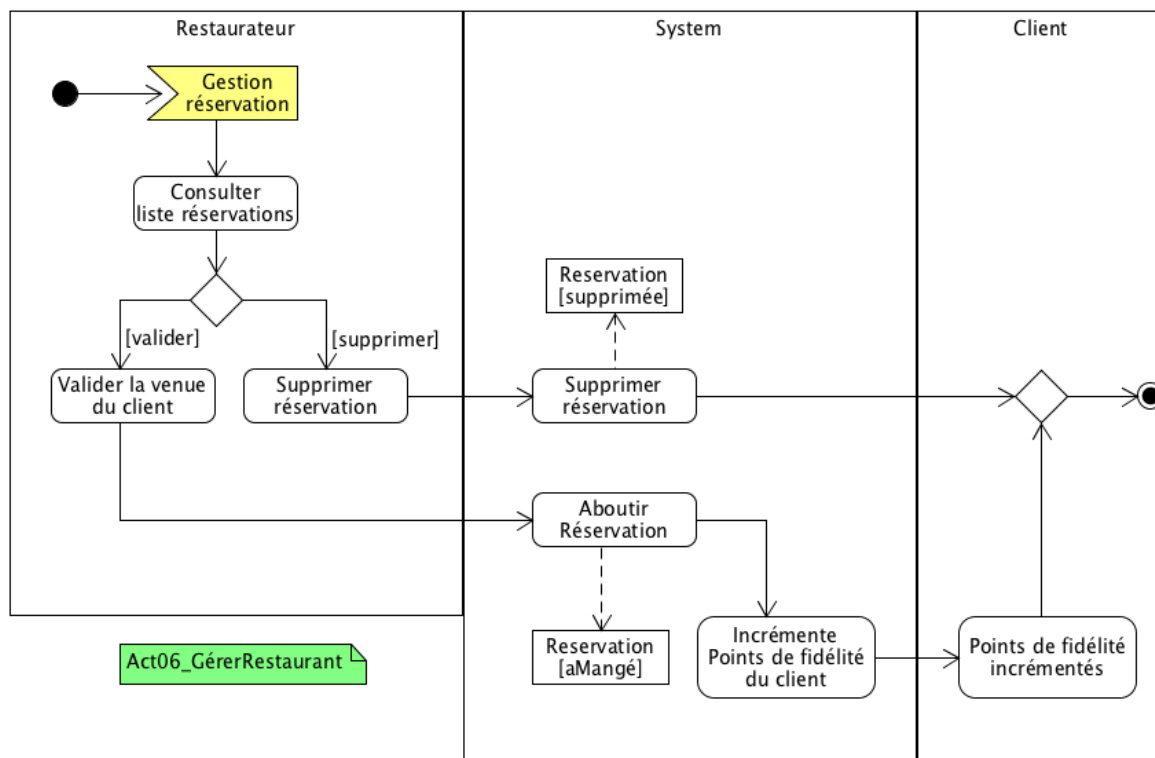 Restaurateur
System
Client
Gestion
réservation
Consulter
liste réservations
[valider]
[supprimer]
Valider la venue
du client
Supprimer
réservation
Reservation
[supprimée]
Supprimer
réservation
Aboutir
Réservation
Reservation
[aMangé]
Incrémente
Points de fidélité
du client
Points de fidélité
incrémentés
Act06_GérerRestaurant